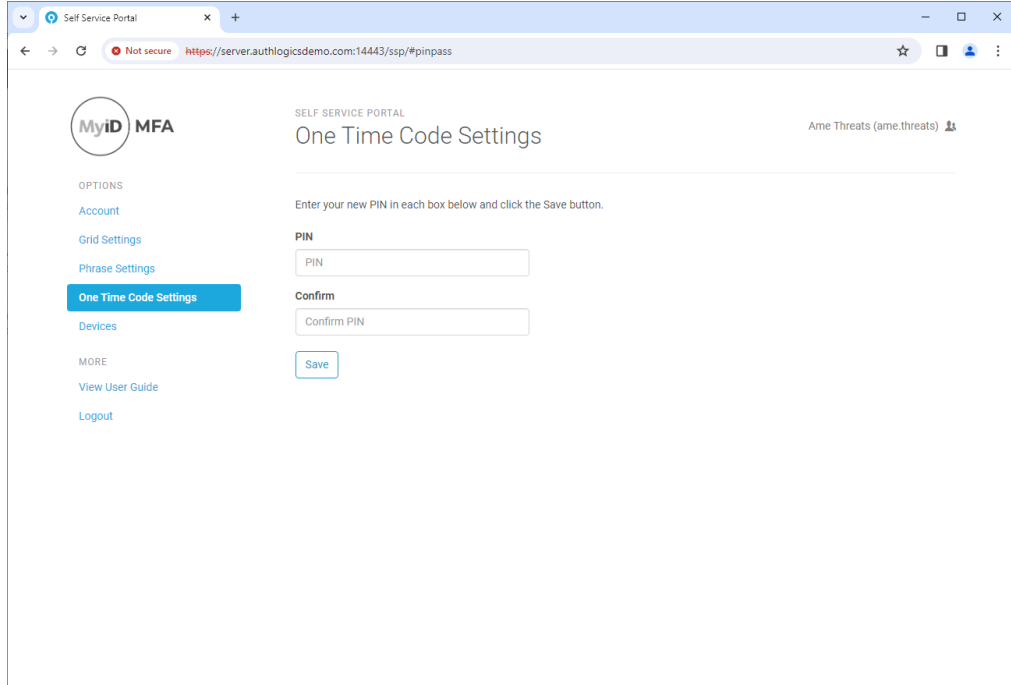 Self Service Portal
Not secure https://server.authlogicsdemo.com:14443/ssp/#pinpass
MyiD MFA
SELF SERVICE PORTAL
One Time Code Settings
Ame Threats (ame.threats)
OPTIONS
Account
Grid Settings
Phrase Settings
One Time Code Settings
Devices
MORE
View User Guide
Logout
Enter your new PIN in each box below and click the Save button.
PIN
PIN
Confirm
Confirm PIN
Save